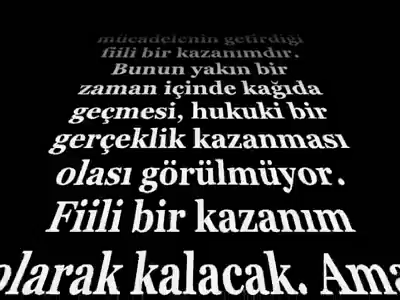 mücadelenin getirdiği
fiili bir kazanımdır.
Bunun yakın bir
zaman içinde kağıda
geçmesi, hukuki bir
gerçeklik kazanması
olası görülmüyor.
Fiili bir kazanım
olarak kalacak. Ama